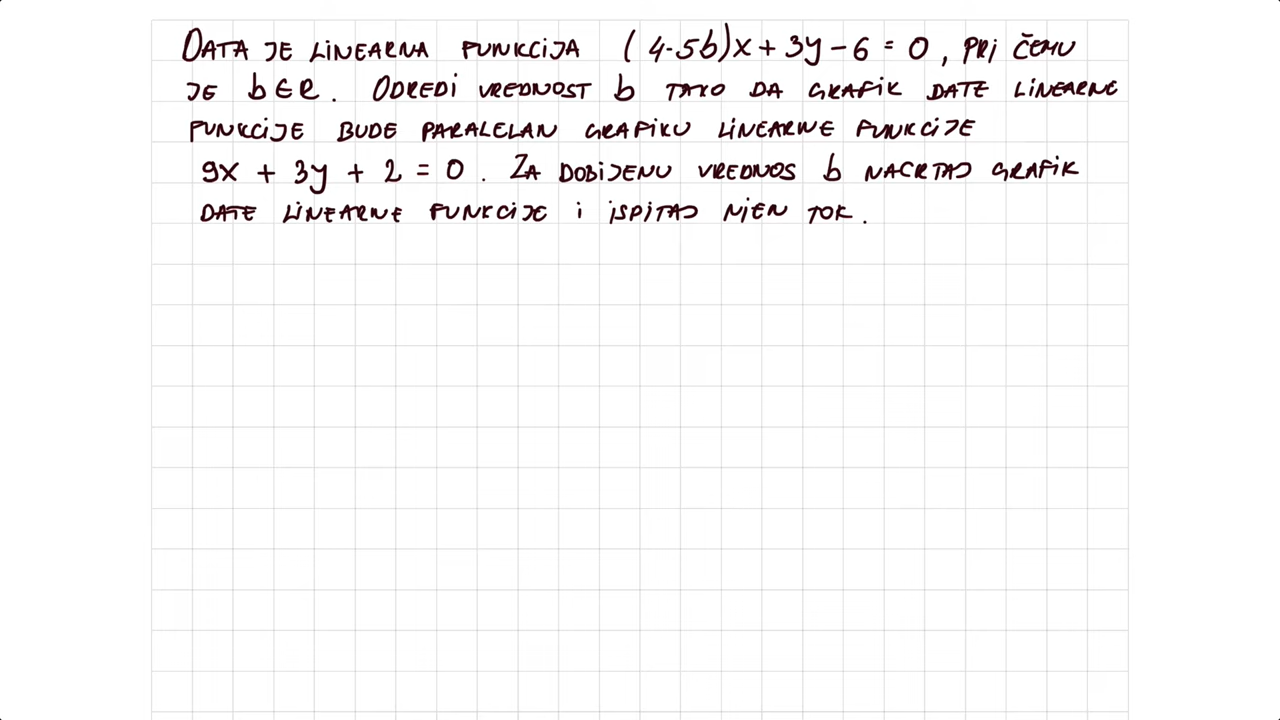 DATA JE LINEARNA FUNKCIJA (4-5b)x + 3y - 6 = 0, PRI ČEMU
JE b ∈ R. ODREDI VREDNOST b TAKO DA GRAFIK DATE LINEARNE
FUNKCIJE BUDE PARALELAN GRAFIKU LINEARNE FUNKCIJE
9x + 3y + 2 = 0. ZA DOBIJENU VREDNOS b NACRTAJ GRAFIK
DATE LINEARNE FUNKCIJE I ISPITAJ NJEN TOK.